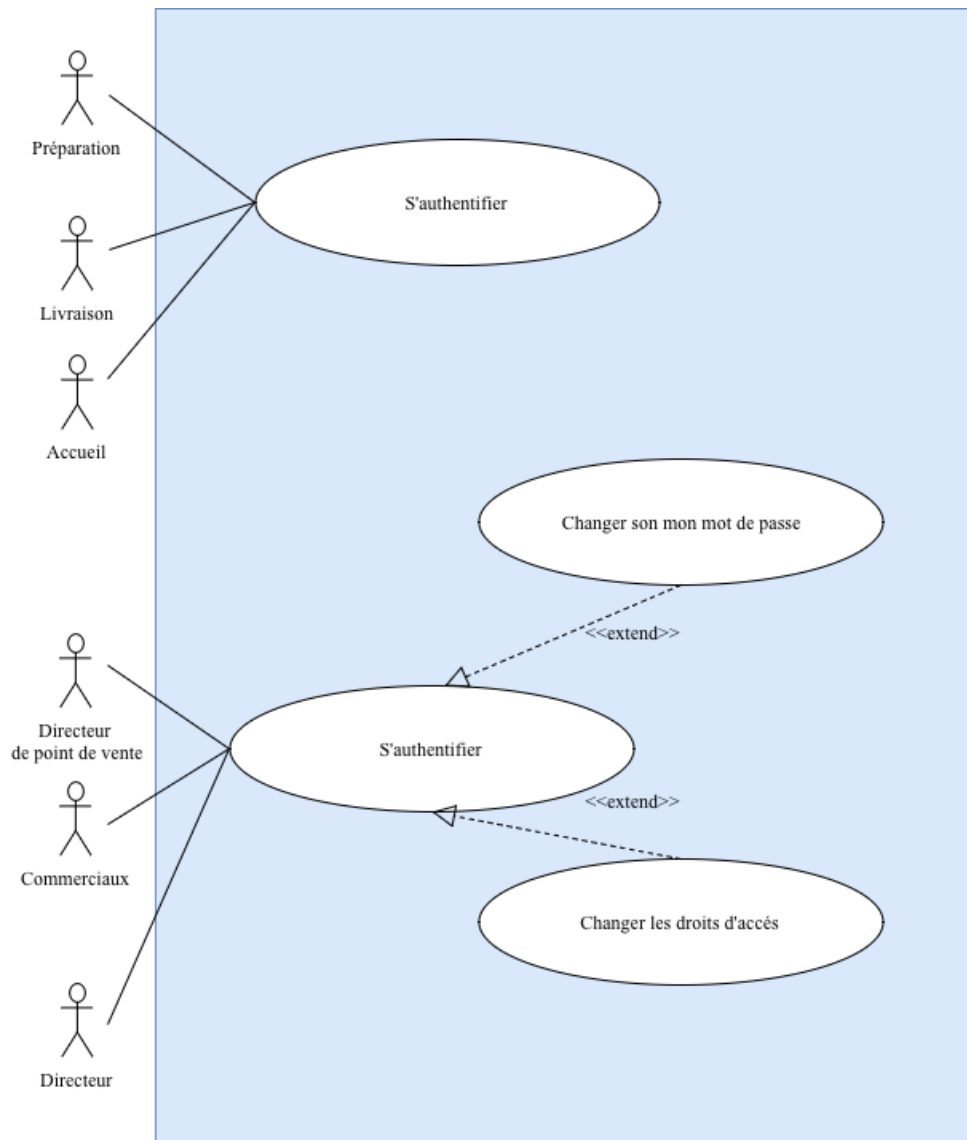 Préparation
S'authentifier
Livraison
Accueil
Changer son mon mot de passe
<<extend>>
Directeur
de point de vente
S'authentifier
<<extend>>
Commerciaux
Changer les droits d'accés
Directeur